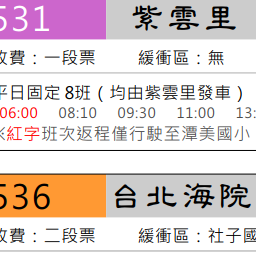 531 紫雲里
收費：一段票 緩衝區：無
平日固定 8班（均由紫雲里發車）
06:00 08:10 09:30 11:00 13:
※紅字班次返程僅行駛至潭美國小
536 台北海院
收費：二段票 緩衝區：社子國